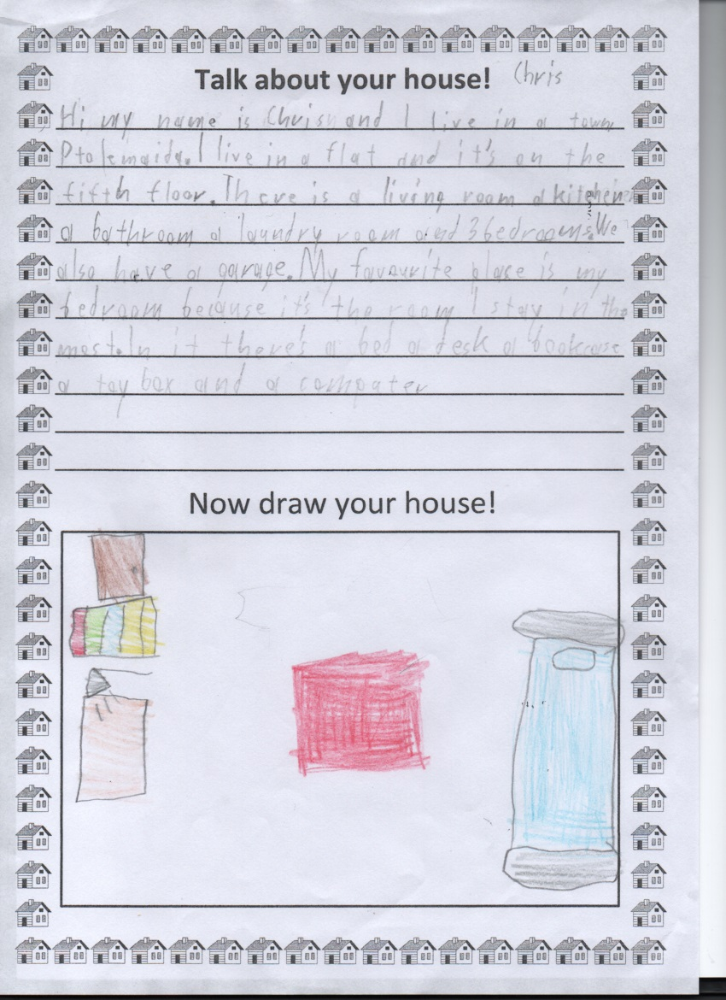 Talk about your house! Chris
Hi my name is Chris and I live in a town
Ptolemaida. I live in a flat and it's on the
fifth floor. There is a living room a kitchen
a bathroom a laundry room and 3 bedrooms. We
also have a garage. My favourite place is my
bedroom because it's the room I stay in the
most. In it there's a bed a desk a bookcase
a toy box and a computer
Now draw your house!